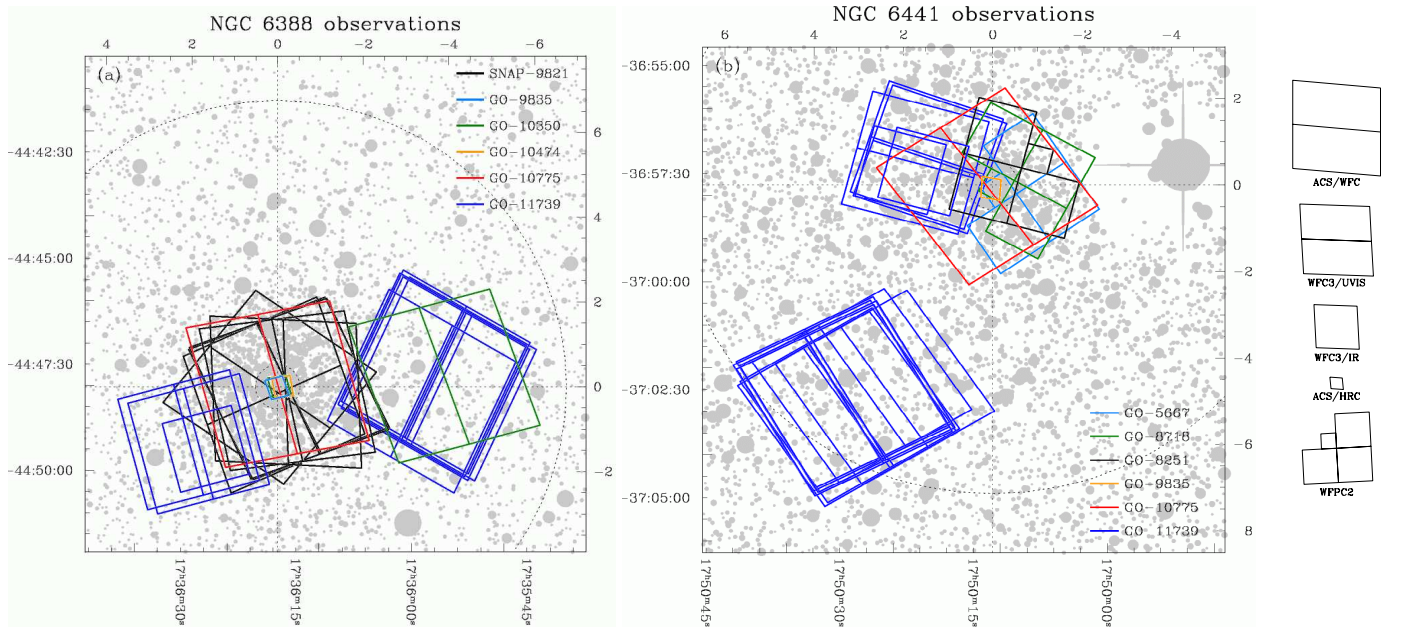 NGC 6388 observations
4 2 0 −2 −4 −6
(a)
SNAP−9821
GO−9835
GO−10350
GO−10474
GO−10775
GO−11739
−44:42:30
−44:45:00
−44:47:30
−44:50:00
6
4
2
0
−2
17ʰ36ᵐ30ˢ
17ʰ36ᵐ15ˢ
17ʰ36ᵐ00ˢ
17ʰ35ᵐ45ˢ
NGC 6441 observations
6 4 2 0 −2 −4
(b)
−36:55:00
−36:57:30
−37:00:00
−37:02:30
−37:05:00
2
0
−2
−4
−6
8
GO−5667
GO−8718
GO−8251
GO−9835
GO−10775
GO−11739
17ʰ50ᵐ45ˢ
17ʰ50ᵐ30ˢ
17ʰ50ᵐ15ˢ
17ʰ50ᵐ00ˢ
ACS/WFC
WFC3/UVIS
WFC3/IR
ACS/HRC
WFPC2